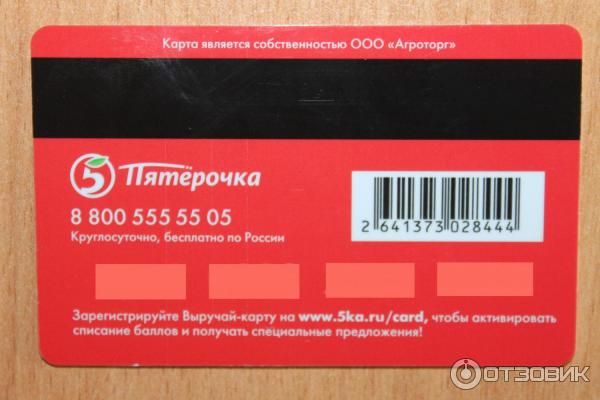 Карта является собственностью ООО «Агроторг»
5 Пятёрочка
8 800 555 55 05
Круглосуточно, бесплатно по России
2 641373 028444
Зарегистрируйте Выручай-карту на www.5ka.ru/card, чтобы активировать
списание баллов и получать специальные предложения!
ОТЗОВИК